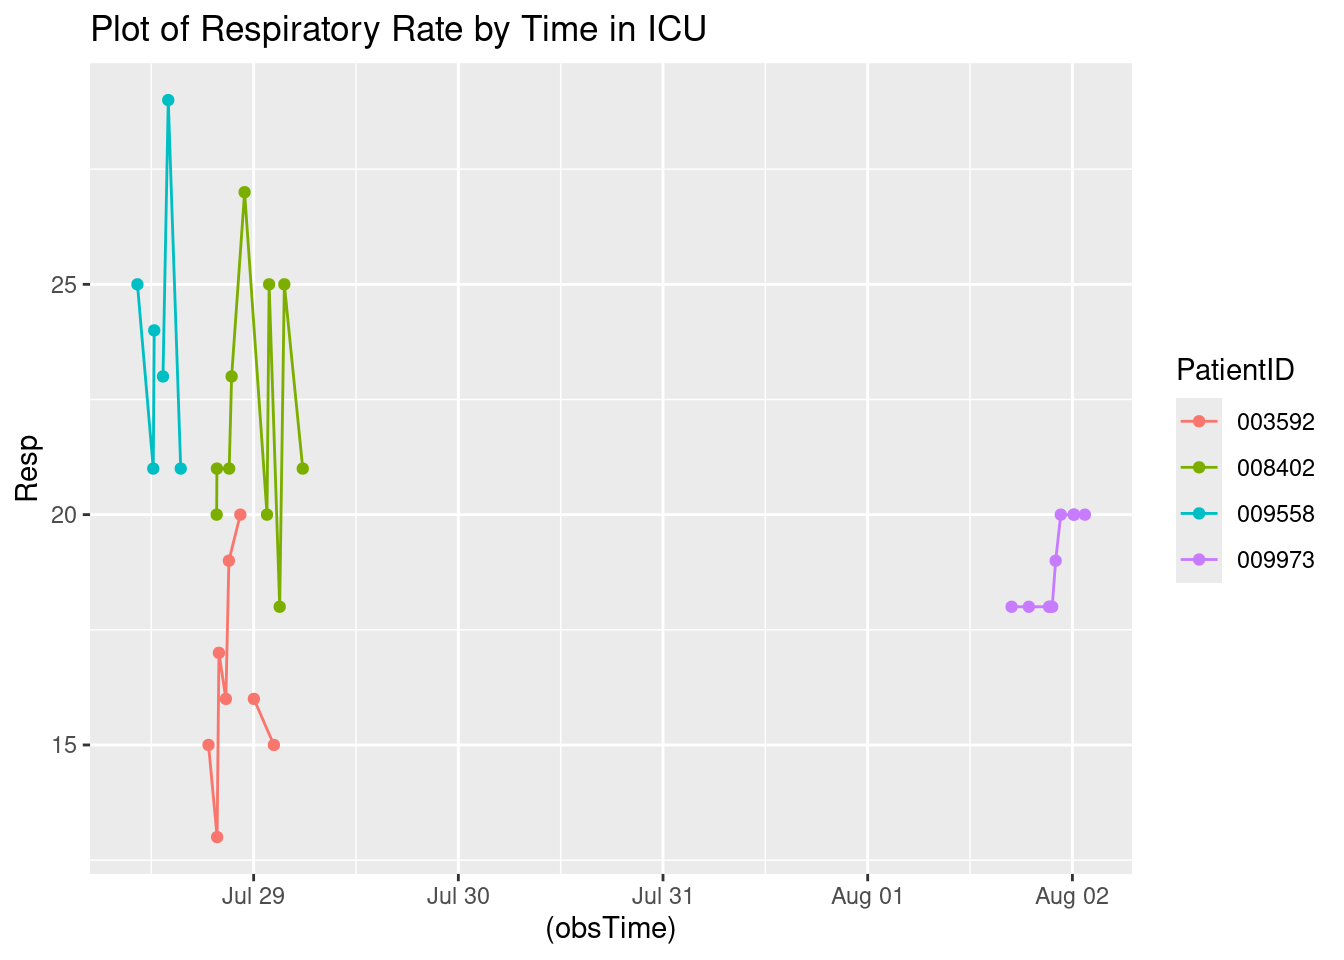 Plot of Respiratory Rate by Time in ICU
Resp
25
20
15
Jul 29
Jul 30
Jul 31
Aug 01
Aug 02
(obsTime)
PatientID
003592
008402
009558
009973